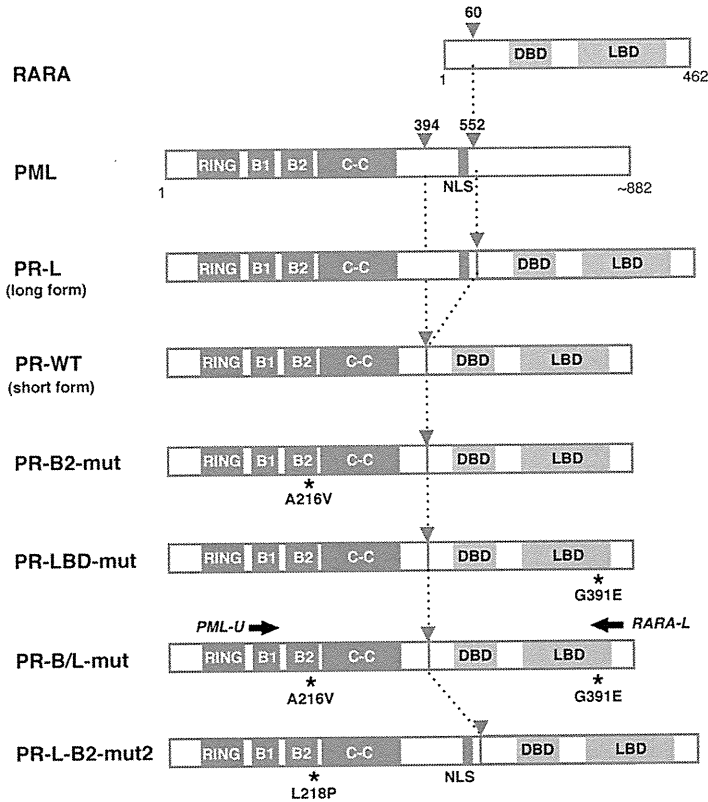 60
RARA
DBD LBD
1 462
394 552
PML
RING B1 B2 C-C
1 NLS ~882
PR-L
(long form)
RING B1 B2 C-C DBD LBD
PR-WT
(short form)
RING B1 B2 C-C DBD LBD
PR-B2-mut
RING B1 B2 C-C DBD LBD
*
A216V
PR-LBD-mut
RING B1 B2 C-C DBD LBD
*
G391E
PML-U RARA-L
PR-B/L-mut
RING B1 B2 C-C DBD LBD
* *
A216V G391E
PR-L-B2-mut2
RING B1 B2 C-C DBD LBD
* NLS
L218P